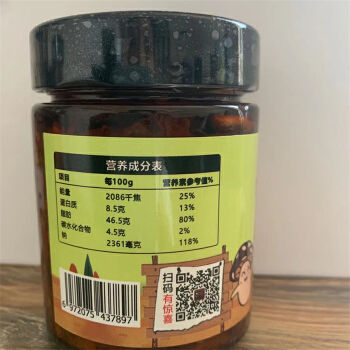 营养成分表
项目 每100g 营养素参考值%
能量 2086千焦 25%
蛋白质 8.5克 13%
脂肪 46.5克 80%
碳水化合物 4.5克 2%
钠 2361毫克 118%
扫码
有惊喜
6 972075 437897